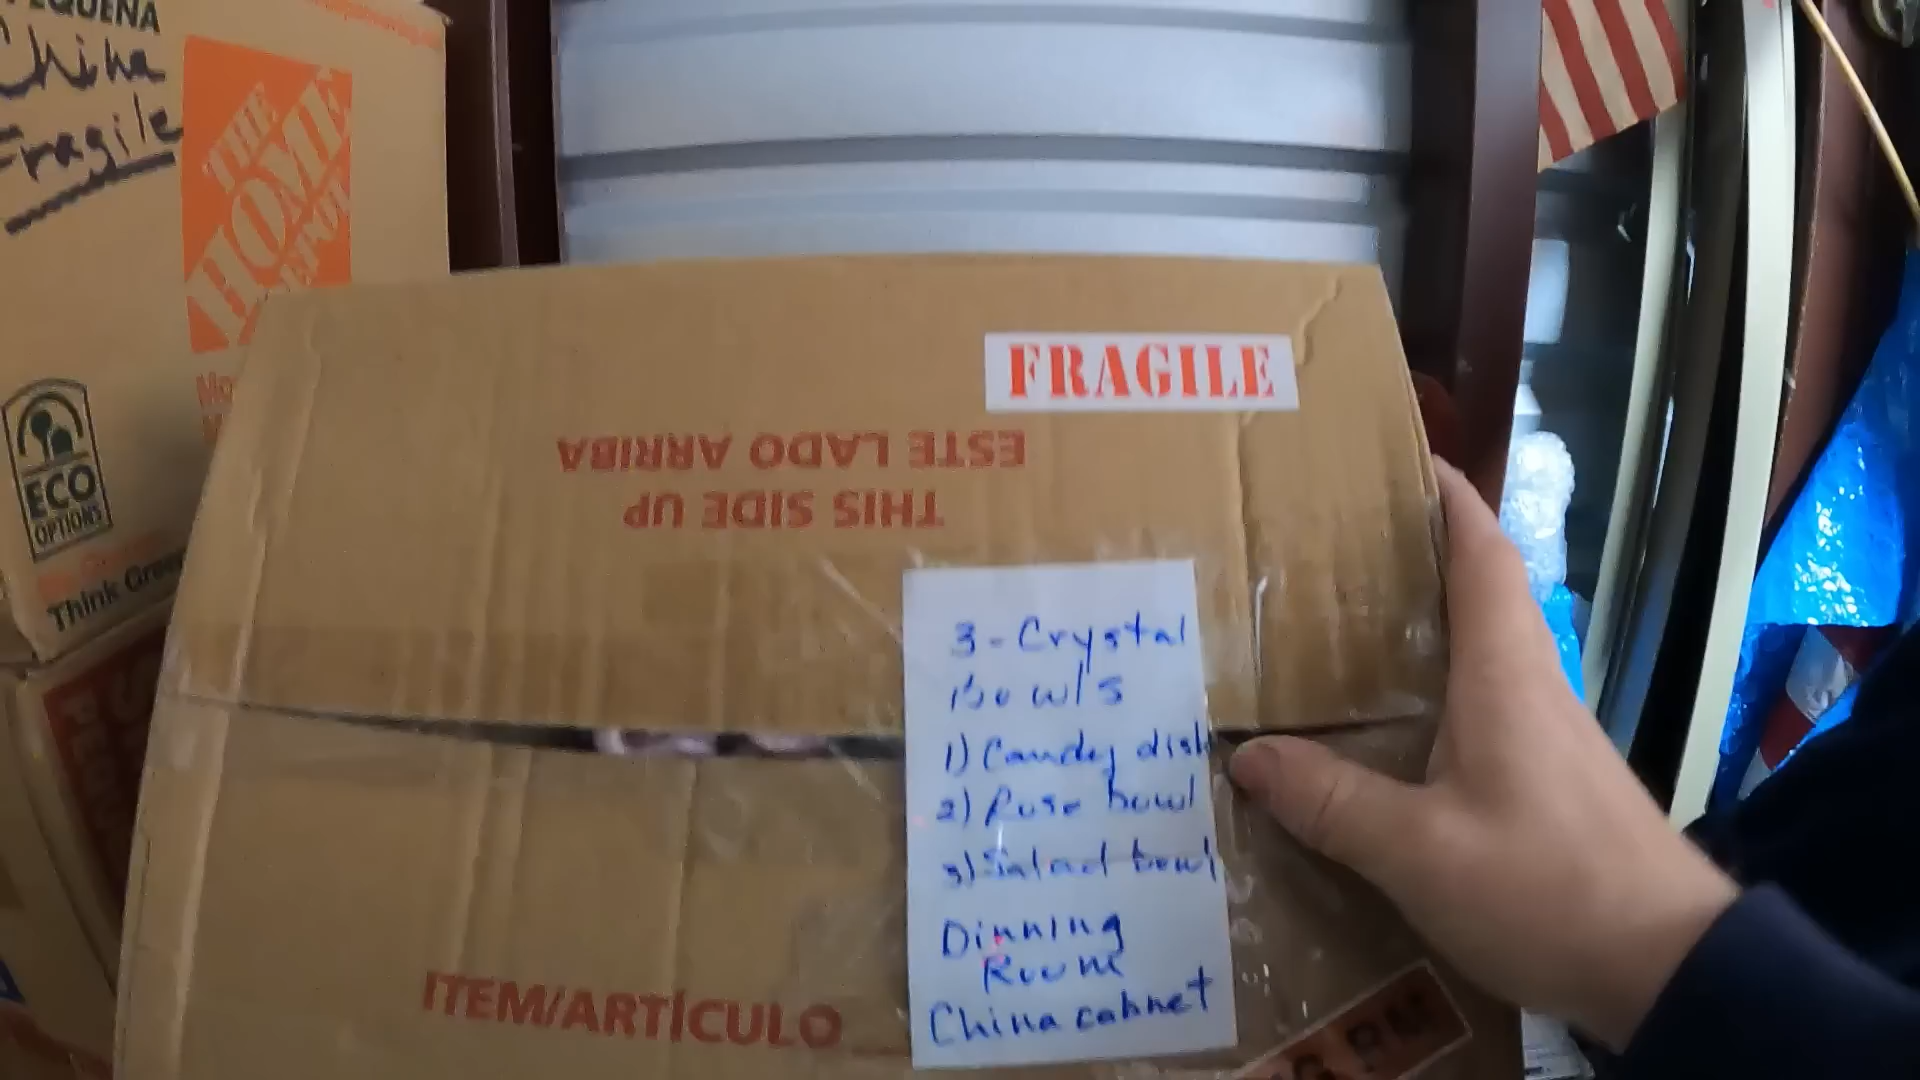 PEQUEÑA
China
Fragile
THE
HOME
DEPOT
ECO
OPTIONS
Think Green
FRAGILE
ESTE LADO ARRIBA
THIS SIDE UP
3-Crystal
Bowls
1) Candy dish
2) Rose bowl
3) Salad bowl
Dinning
Room
China cabnet
ITEM/ARTÍCULO